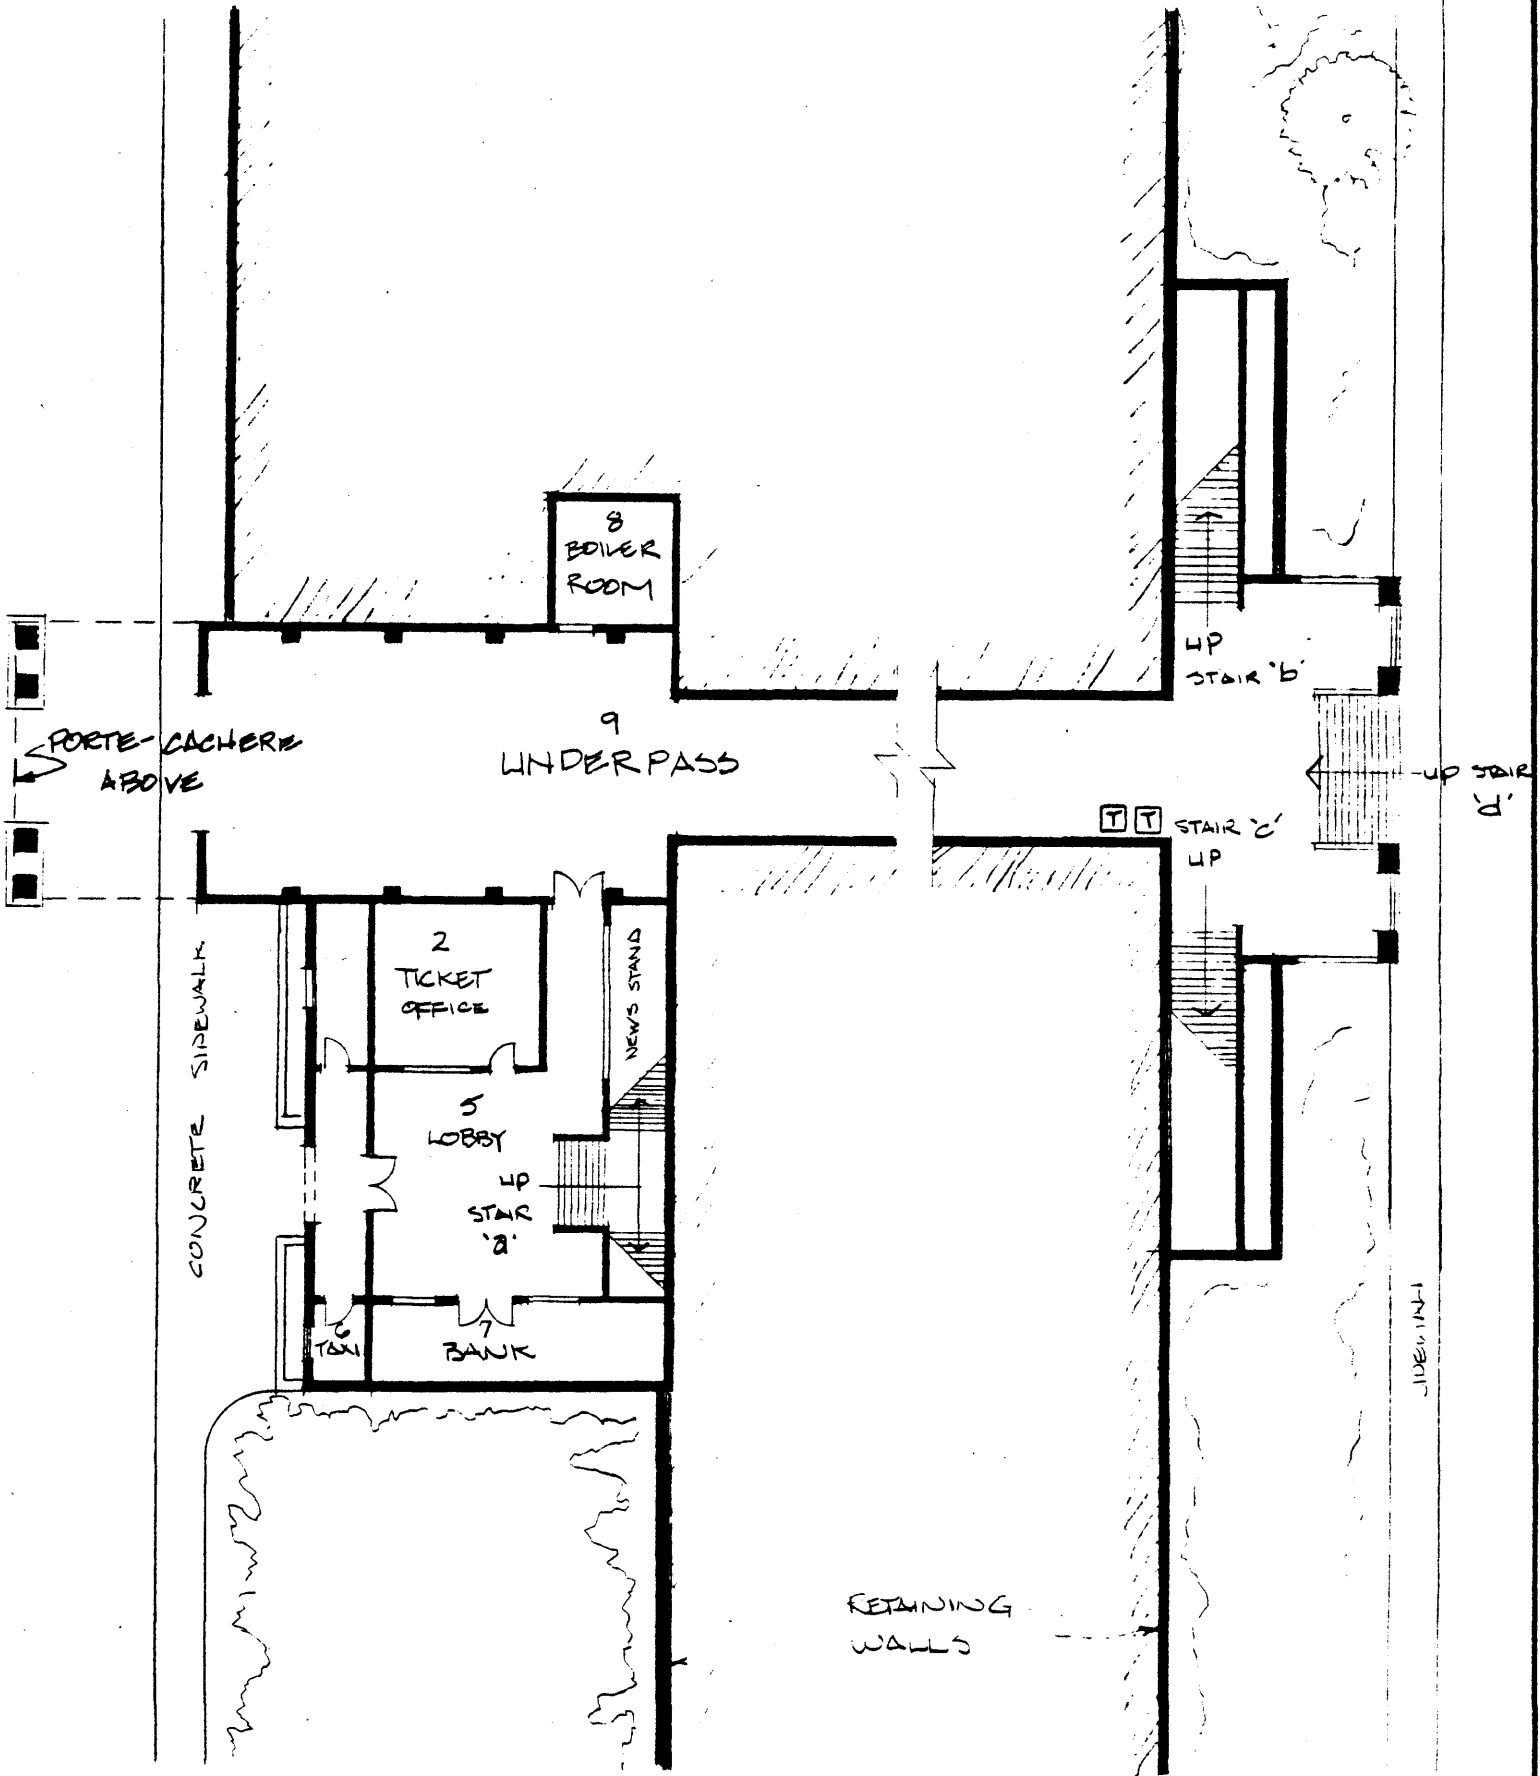 8
BOILER
ROOM
UP
STAIR 'b'
PORTE-CACHERE
ABOVE
9
UNDERPASS
UP STAIR
'd'
T T
STAIR 'c'
UP
2
TICKET
OFFICE
NEWS STAND
CONCRETE SIDEWALK
5
LOBBY
UP
STAIR
'a'
6
TAXI
7
BANK
SIDEWALK
RETAINING
WALLS